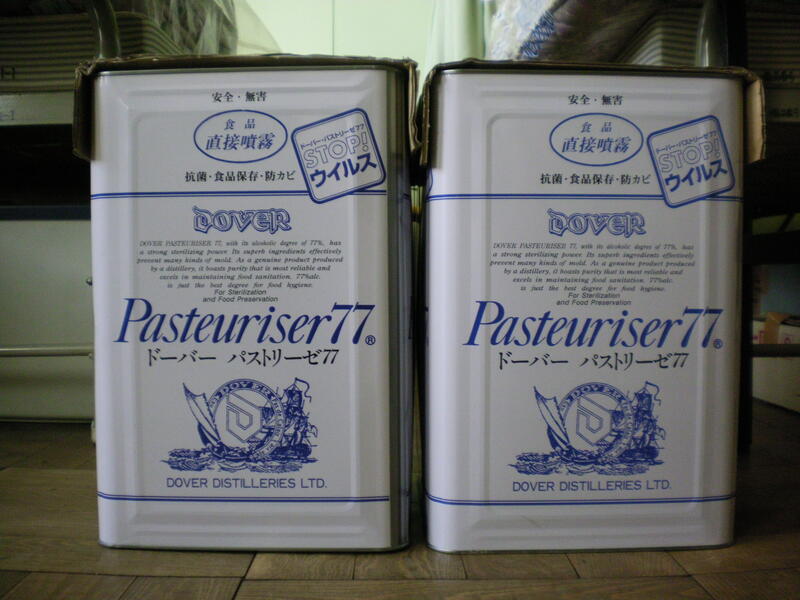 安全・無害
食品
直接噴霧
ドーバー・パストリーゼ77
STOP!
ウイルス
抗菌・食品保存・防カビ
DOVER
DOVER PASTEURISER 77, with its alcoholic degree of 77%, has
a strong sterilizing power. Its superb ingredients effectively
prevent many kinds of mold. As a genuine product produced
by a distillery, it boasts purity that is most reliable and
excels in maintaining food sanitation. 77%alc.
is just the best degree for food hygiene.
For Sterilization
and Food Preservation
Pasteuriser77®
ドーバー パストリーゼ77
DOVER
DOVER DISTILLERIES LTD.
安全・無害
食品
直接噴霧
ドーバー・パストリーゼ77
STOP!
ウイルス
抗菌・食品保存・防カビ
DOVER
DOVER PASTEURISER 77, with its alcoholic degree of 77%, has
a strong sterilizing power. Its superb ingredients effectively
prevent many kinds of mold. As a genuine product produced
by a distillery, it boasts purity that is most reliable and
excels in maintaining food sanitation. 77%alc.
is just the best degree for food hygiene.
For Sterilization
and Food Preservation
Pasteuriser77®
ドーバー パストリーゼ77
DOVER
DOVER DISTILLERIES LTD.